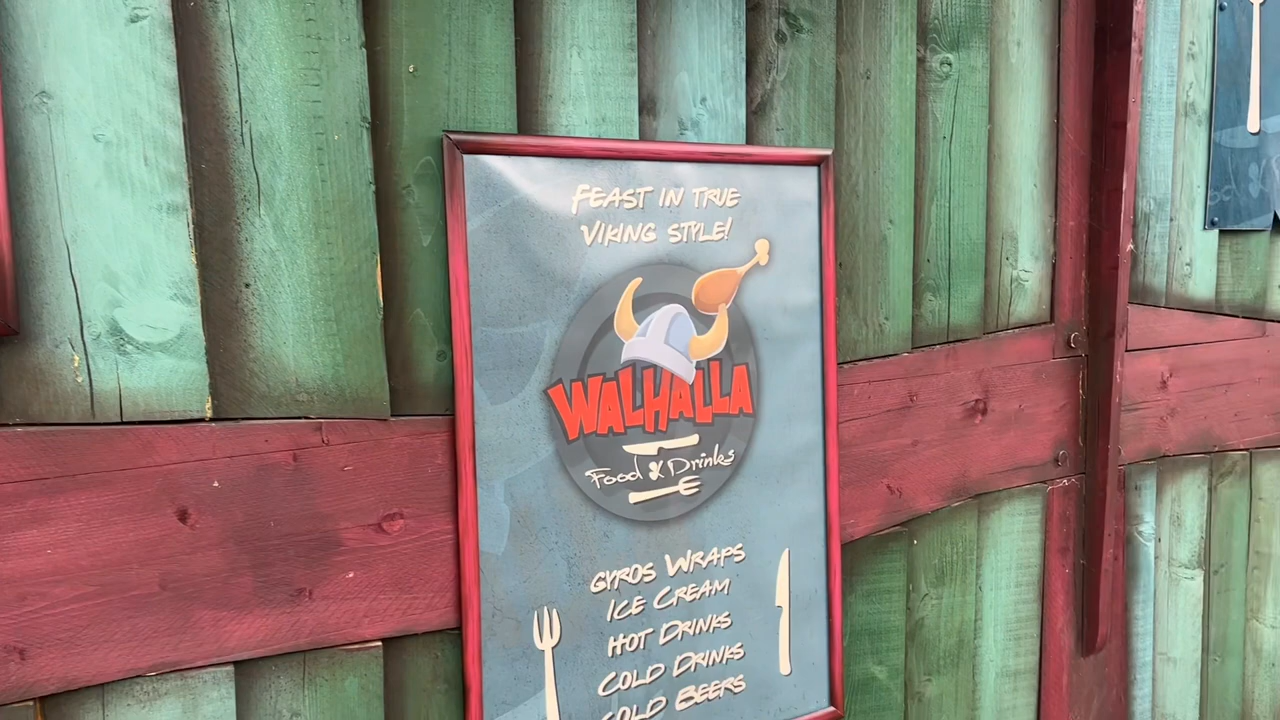 FEAST IN TRUE
VIKING STYLE!
WALHALLA
Food & Drinks
GYROS WRAPS
ICE CREAM
HOT DRINKS
COLD DRINKS
COLD BEERS